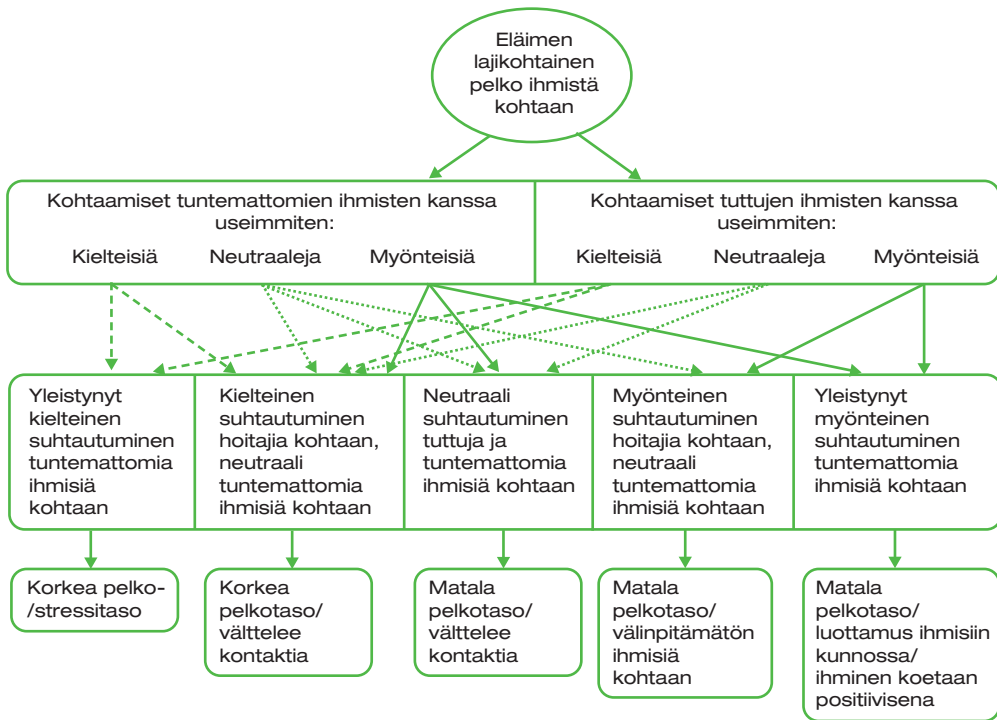 Eläimen
lajikohtainen
pelko ihmistä
kohtaan
Kohtaamiset tuntemattomien ihmisten kanssa
useimmiten:
Kielteisiä Neutraaleja Myönteisiä
Kohtaamiset tuttujen ihmisten kanssa
useimmiten:
Kielteisiä Neutraaleja Myönteisiä
Yleistynyt
kielteinen
suhtautuminen
tuntemattomia
ihmisiä
kohtaan
Kielteinen
suhtautuminen
hoitajia kohtaan,
neutraali
tuntemattomia
ihmisiä kohtaan
Neutraali
suhtautuminen
tuttuja ja
tuntemattomia
ihmisiä kohtaan
Myönteinen
suhtautuminen
hoitajia kohtaan,
neutraali
tuntemattomia
ihmisiä kohtaan
Yleistynyt
myönteinen
suhtautuminen
tuntemattomia
ihmisiä kohtaan
Korkea pelko-
/stressitaso
Korkea
pelkotaso/
välttelee
kontaktia
Matala
pelkotaso/
välttelee
kontaktia
Matala
pelkotaso/
välinpitämätön
ihmisiä
kohtaan
Matala
pelkotaso/
luottamus ihmisiin
kunnossa/
ihminen koetaan
positiivisena